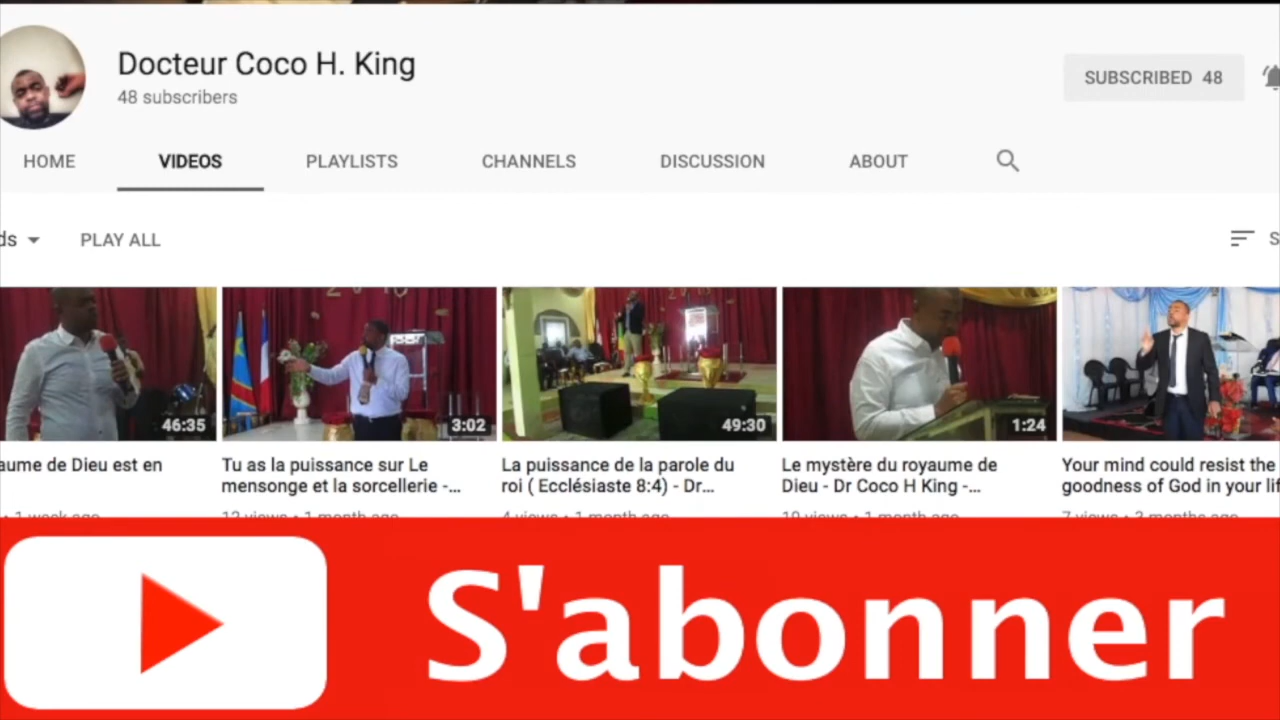 Docteur Coco H. King
48 subscribers
SUBSCRIBED 48
HOME
VIDEOS
PLAYLISTS
CHANNELS
DISCUSSION
ABOUT
ds
PLAY ALL
S
46:35
3:02
49:30
1:24
aume de Dieu est en
Tu as la puissance sur Le
mensonge et la sorcellerie -...
La puissance de la parole du
roi ( Ecclésiaste 8:4) - Dr...
Le mystère du royaume de
Dieu - Dr Coco H King -...
Your mind could resist the
goodness of God in your lif
1 week ago
12 views • 1 month ago
4 views • 1 month ago
10 views • 1 month ago
7 views • 3 months ago
S'abonner